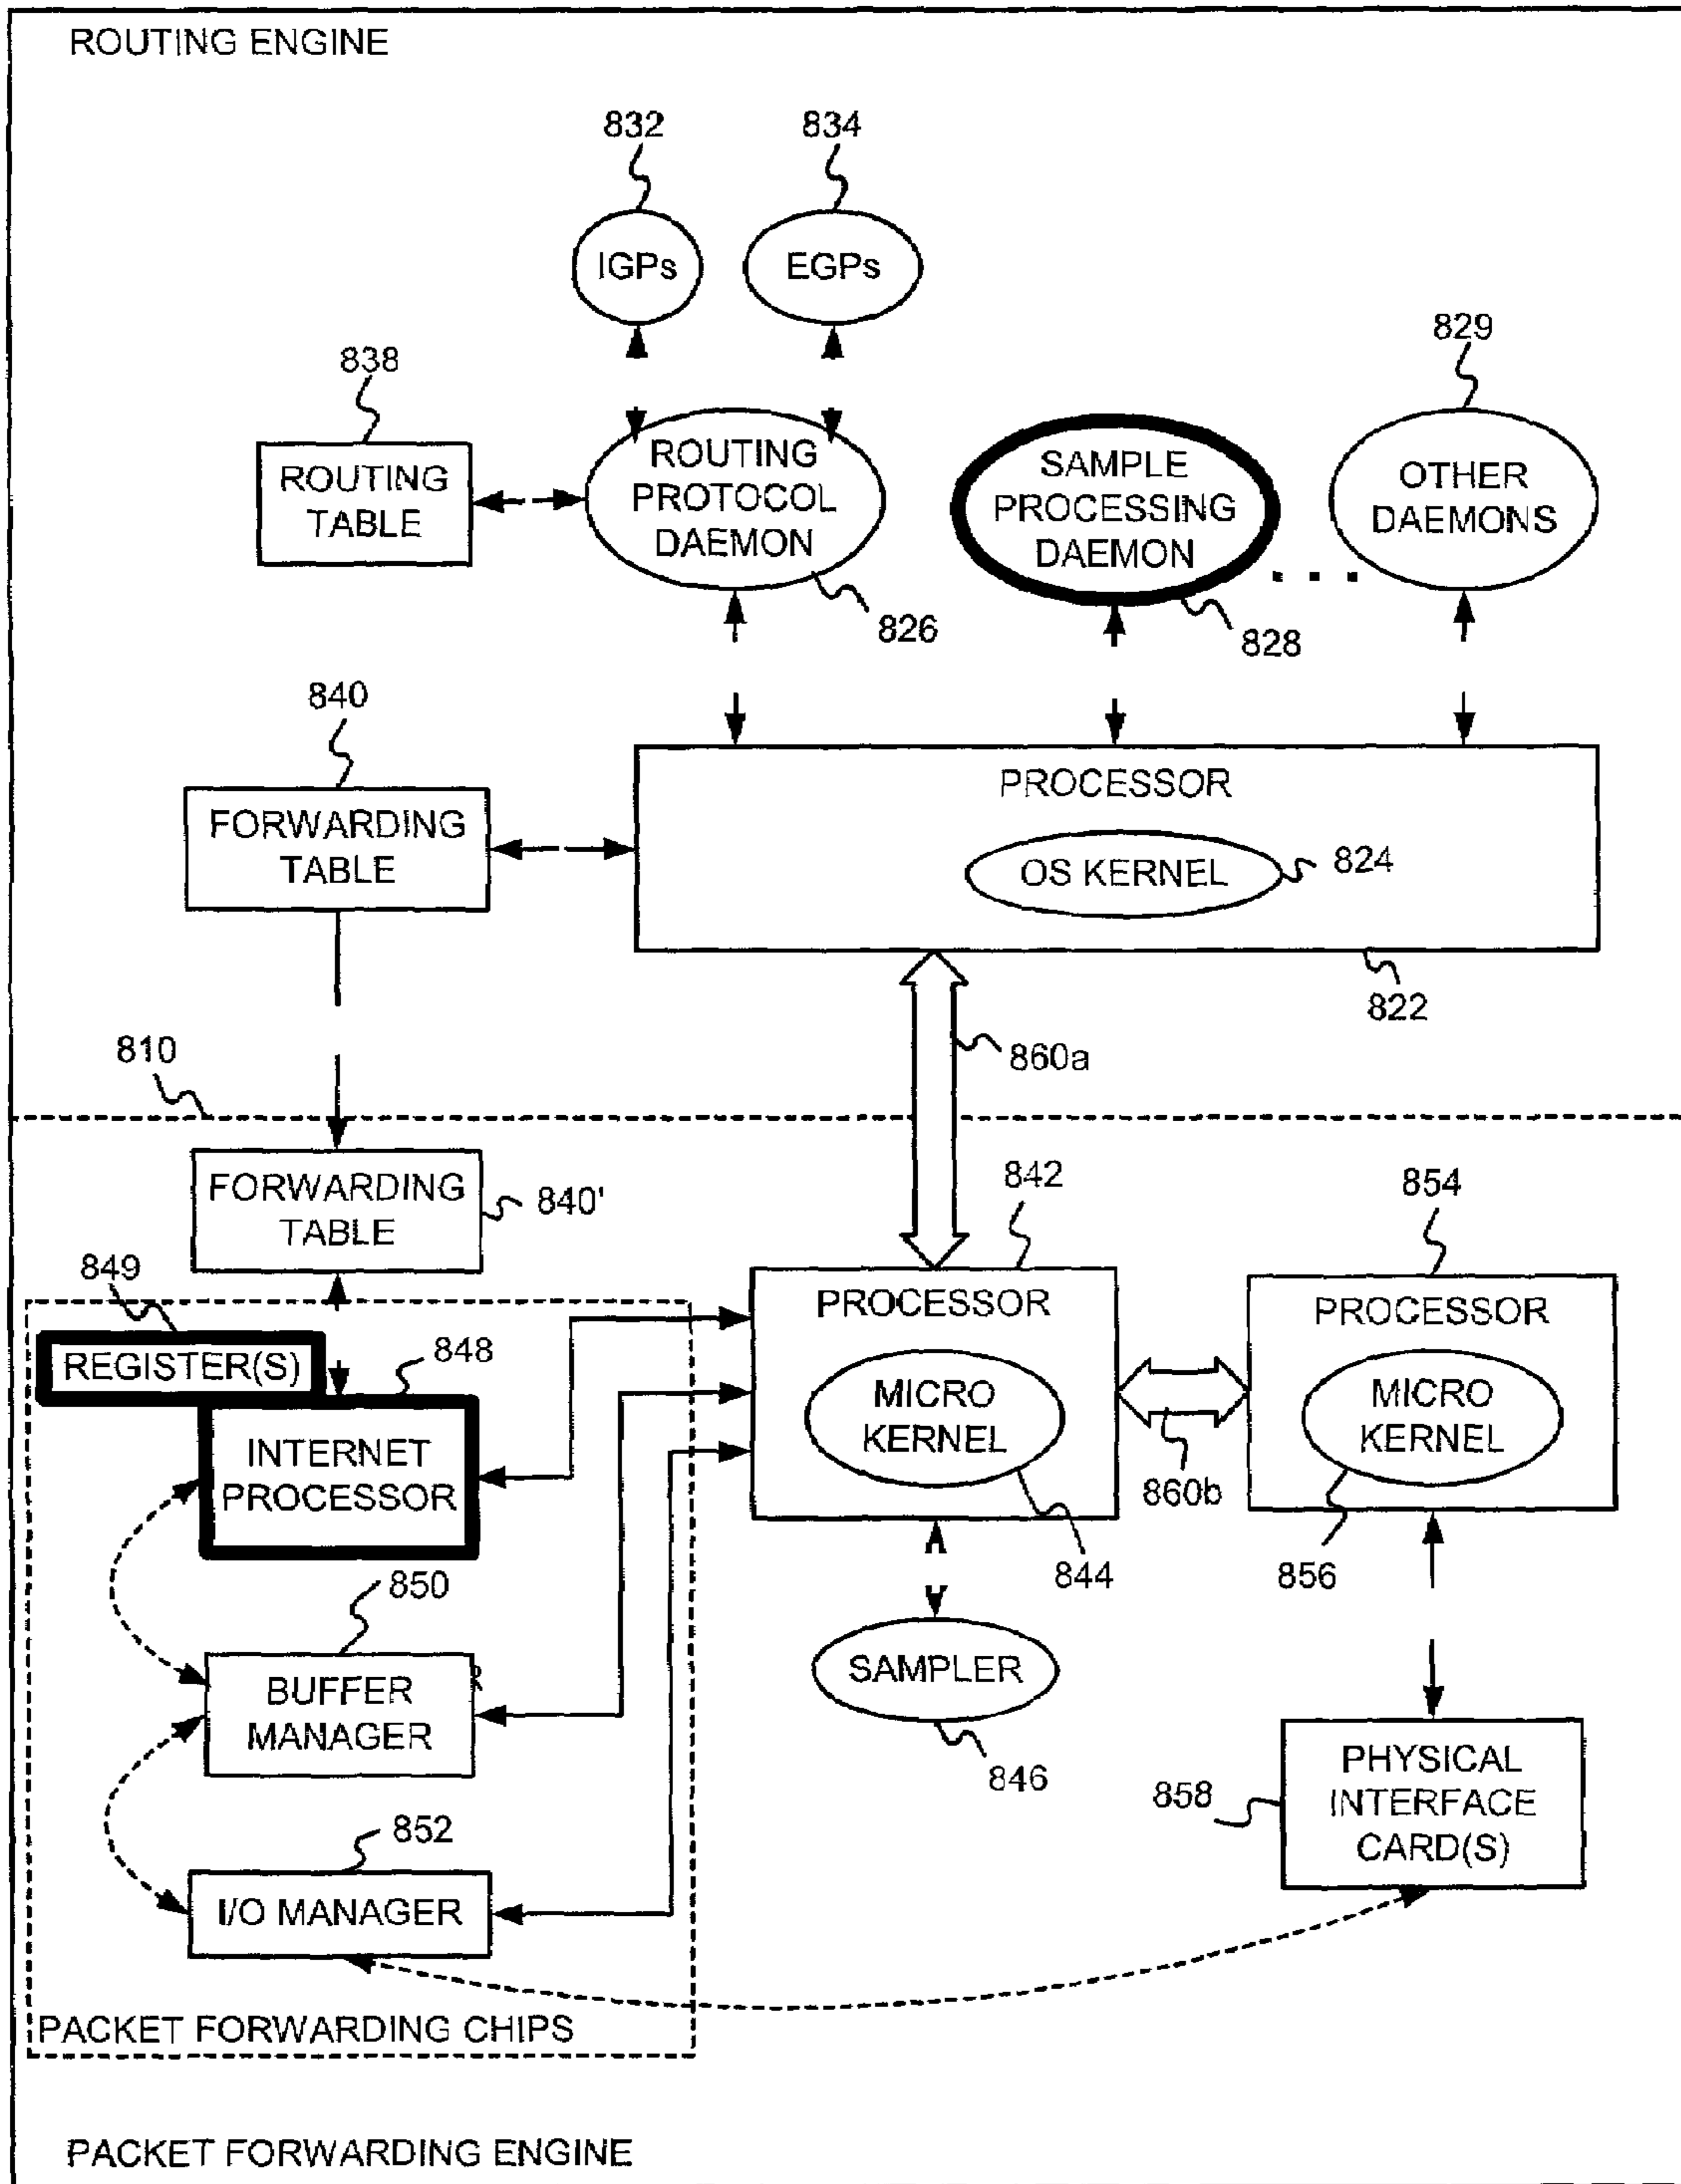 ROUTING ENGINE
832
834
IGPs
EGPs
829
838
ROUTING
TABLE
ROUTING
PROTOCOL
DAEMON
SAMPLE
PROCESSING
DAEMON
OTHER
DAEMONS
...
826
828
840
FORWARDING
TABLE
PROCESSOR
OS KERNEL
824
822
860a
810
FORWARDING
TABLE
840'
842
854
849
REGISTER(S)
848
PROCESSOR
MICRO
KERNEL
PROCESSOR
MICRO
KERNEL
INTERNET
PROCESSOR
860b
844
856
850
BUFFER
MANAGER
SAMPLER
846
858
PHYSICAL
INTERFACE
CARD(S)
852
I/O MANAGER
PACKET FORWARDING CHIPS
PACKET FORWARDING ENGINE